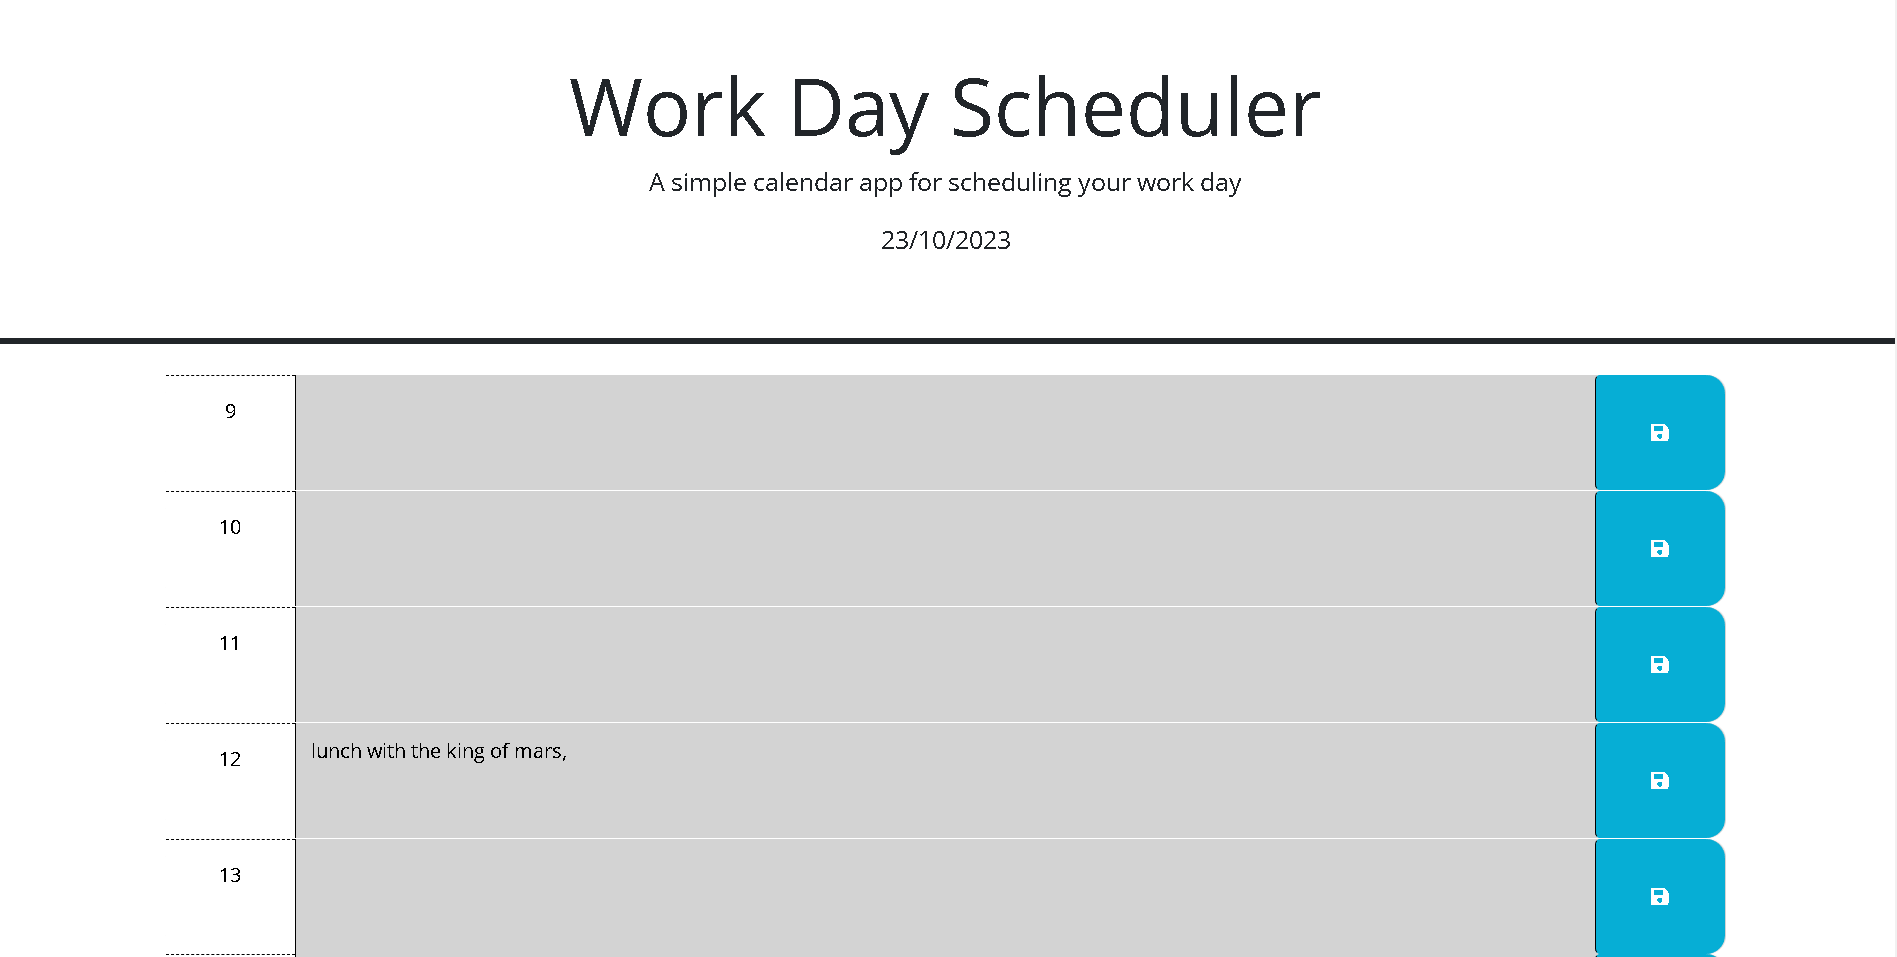 Work Day Scheduler
A simple calendar app for scheduling your work day
23/10/2023
9
10
11
12
lunch with the king of mars,
13